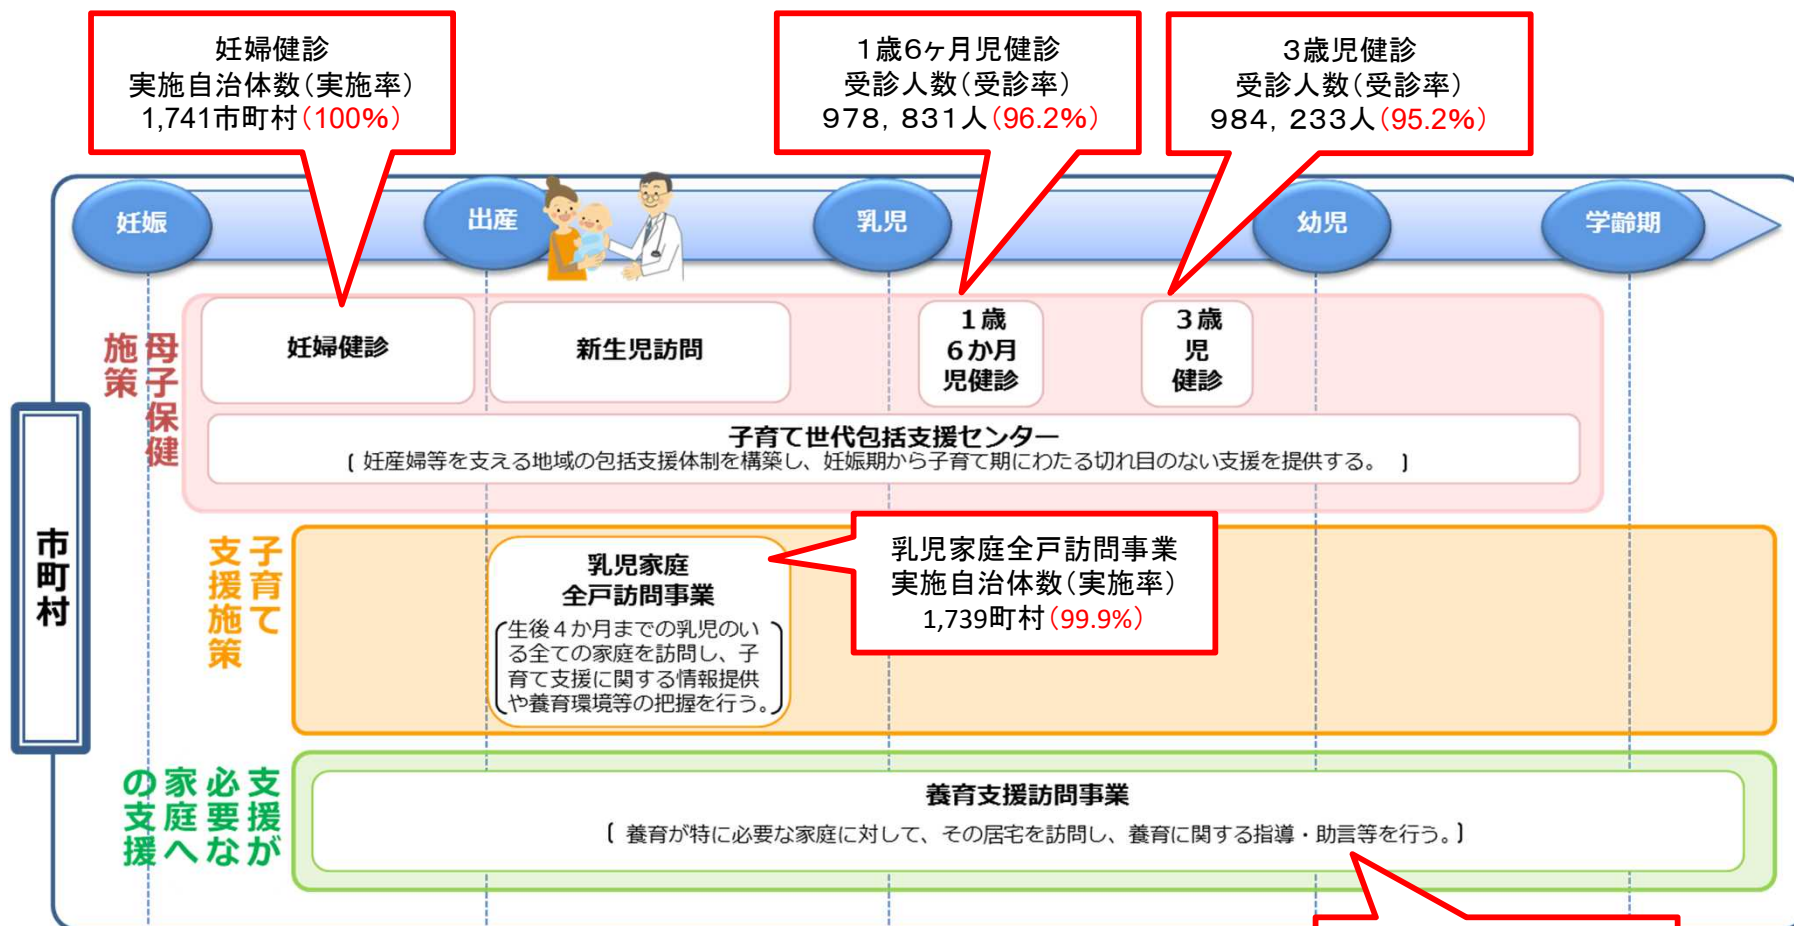 妊婦健診
実施自治体数(実施率)
1,741市町村(100%)
1歳6ヶ月児健診
受診人数(受診率)
978,831人(96.2%)
3歳児健診
受診人数(受診率)
984,233人(95.2%)
妊娠
出産
乳児
幼児
学齢期
母子保健
施策
妊婦健診
新生児訪問
1歳
6か月
児健診
3歳
児
健診
子育て世代包括支援センター
[ 妊産婦等を支える地域の包括支援体制を構築し、妊娠期から子育て期にわたる切れ目のない支援を提供する。 ]
市町村
子育て
支援施策
乳児家庭
全戸訪問事業
[生後4か月までの乳児のい
る全ての家庭を訪問し、子
育て支援に関する情報提供
や養育環境等の把握を行う。]
乳児家庭全戸訪問事業
実施自治体数(実施率)
1,739町村(99.9%)
支援が
必要な
家庭へ
の支援
養育支援訪問事業
[ 養育が特に必要な家庭に対して、その居宅を訪問し、養育に関する指導・助言等を行う。]